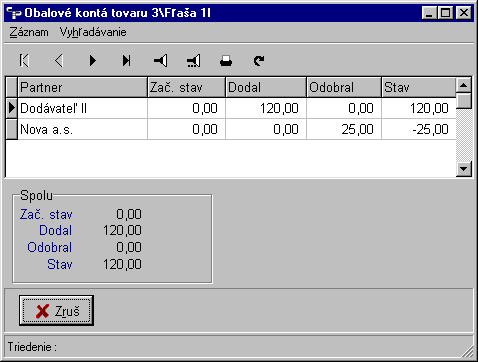 Obalové kontá tovaru 3\Fľaša 1l
Záznam Vyhľadávanie
Partner Zač. stav Dodal Odobral Stav
Dodávateľ II 0,00 120,00 0,00 120,00
Nova a.s. 0,00 0,00 25,00 -25,00
Spolu
Zač. stav 0,00
Dodal 120,00
Odobral 0,00
Stav 120,00
Zruš
Triedenie :